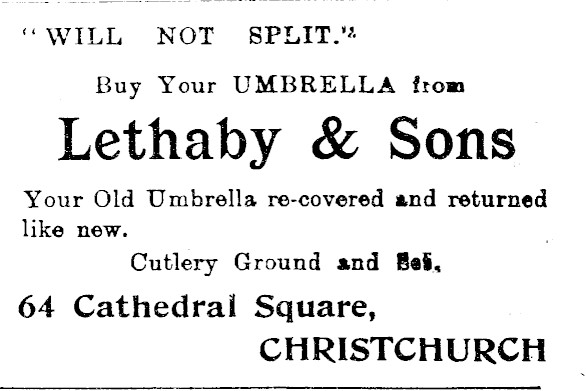 "WILL NOT SPLIT."
Buy Your UMBRELLA from
Lethaby & Sons
Your Old Umbrella re-covered and returned
like new.
Cutlery Ground and Set,
64 Cathedral Square,
CHRISTCHURCH